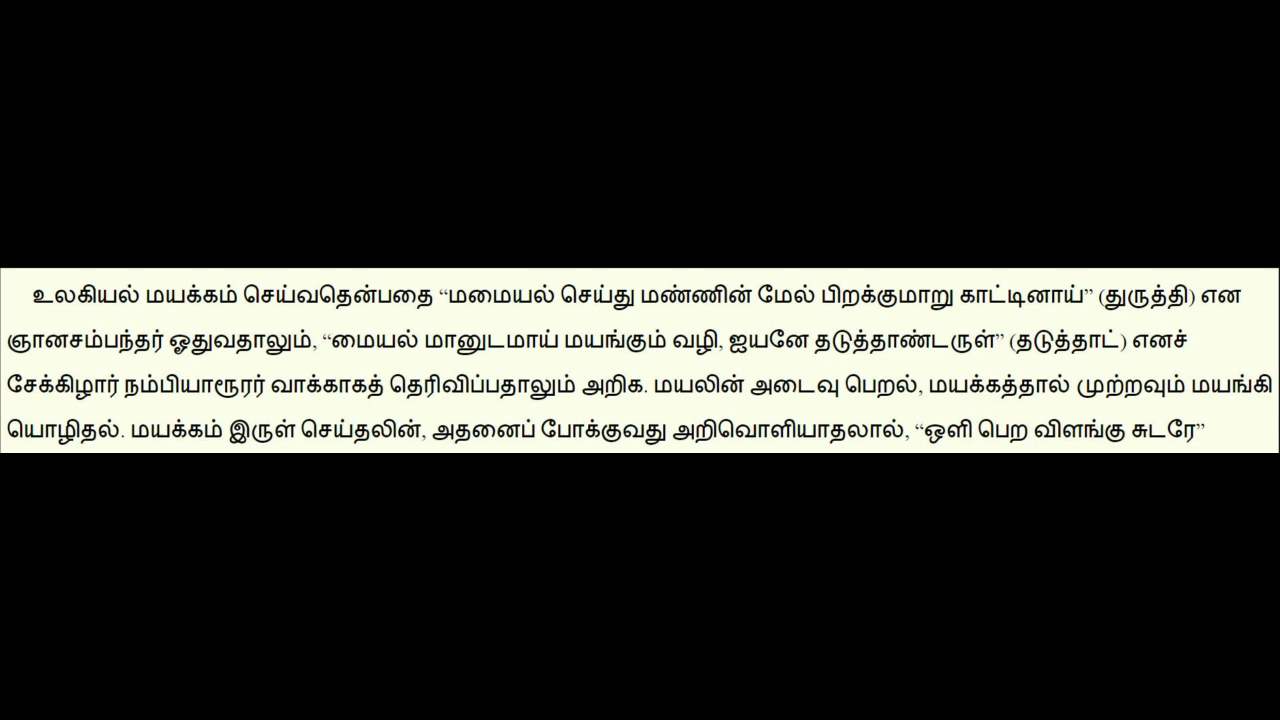 உலகியல் மயக்கம் செய்வதென்பதை “மமையல் செய்து மண்ணின் மேல் பிறக்குமாறு காட்டினாய்” (துருத்தி) என
ஞானசம்பந்தர் ஓதுவதாலும், “மையல் மானுடமாய் மயங்கும் வழி, ஐயனே தடுத்தாண்டருள்” (தடுத்தாட்) எனச்
சேக்கிழார் நம்பியாரூரர் வாக்காகத் தெரிவிப்பதாலும் அறிக. மயலின் அடைவு பெறல், மயக்கத்தால் முற்றவும் மயங்கி
யொழிதல். மயக்கம் இருள் செய்தலின், அதனைப் போக்குவது அறிவொளியாதலால், “ஒளி பெற விளங்கு சுடரே”